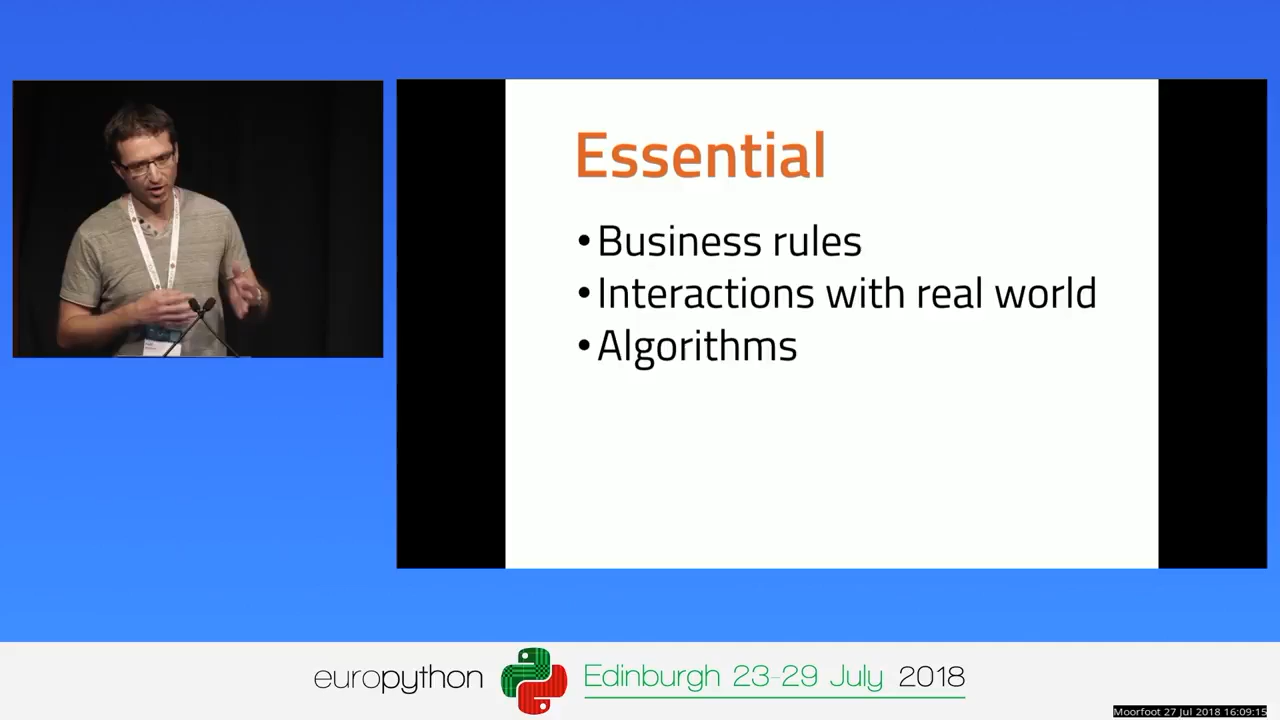 Essential
•Business rules
•Interactions with real world
•Algorithms
europython Edinburgh 23-29 July 2018
Moorfoot 27 Jul 2018 16:09:15